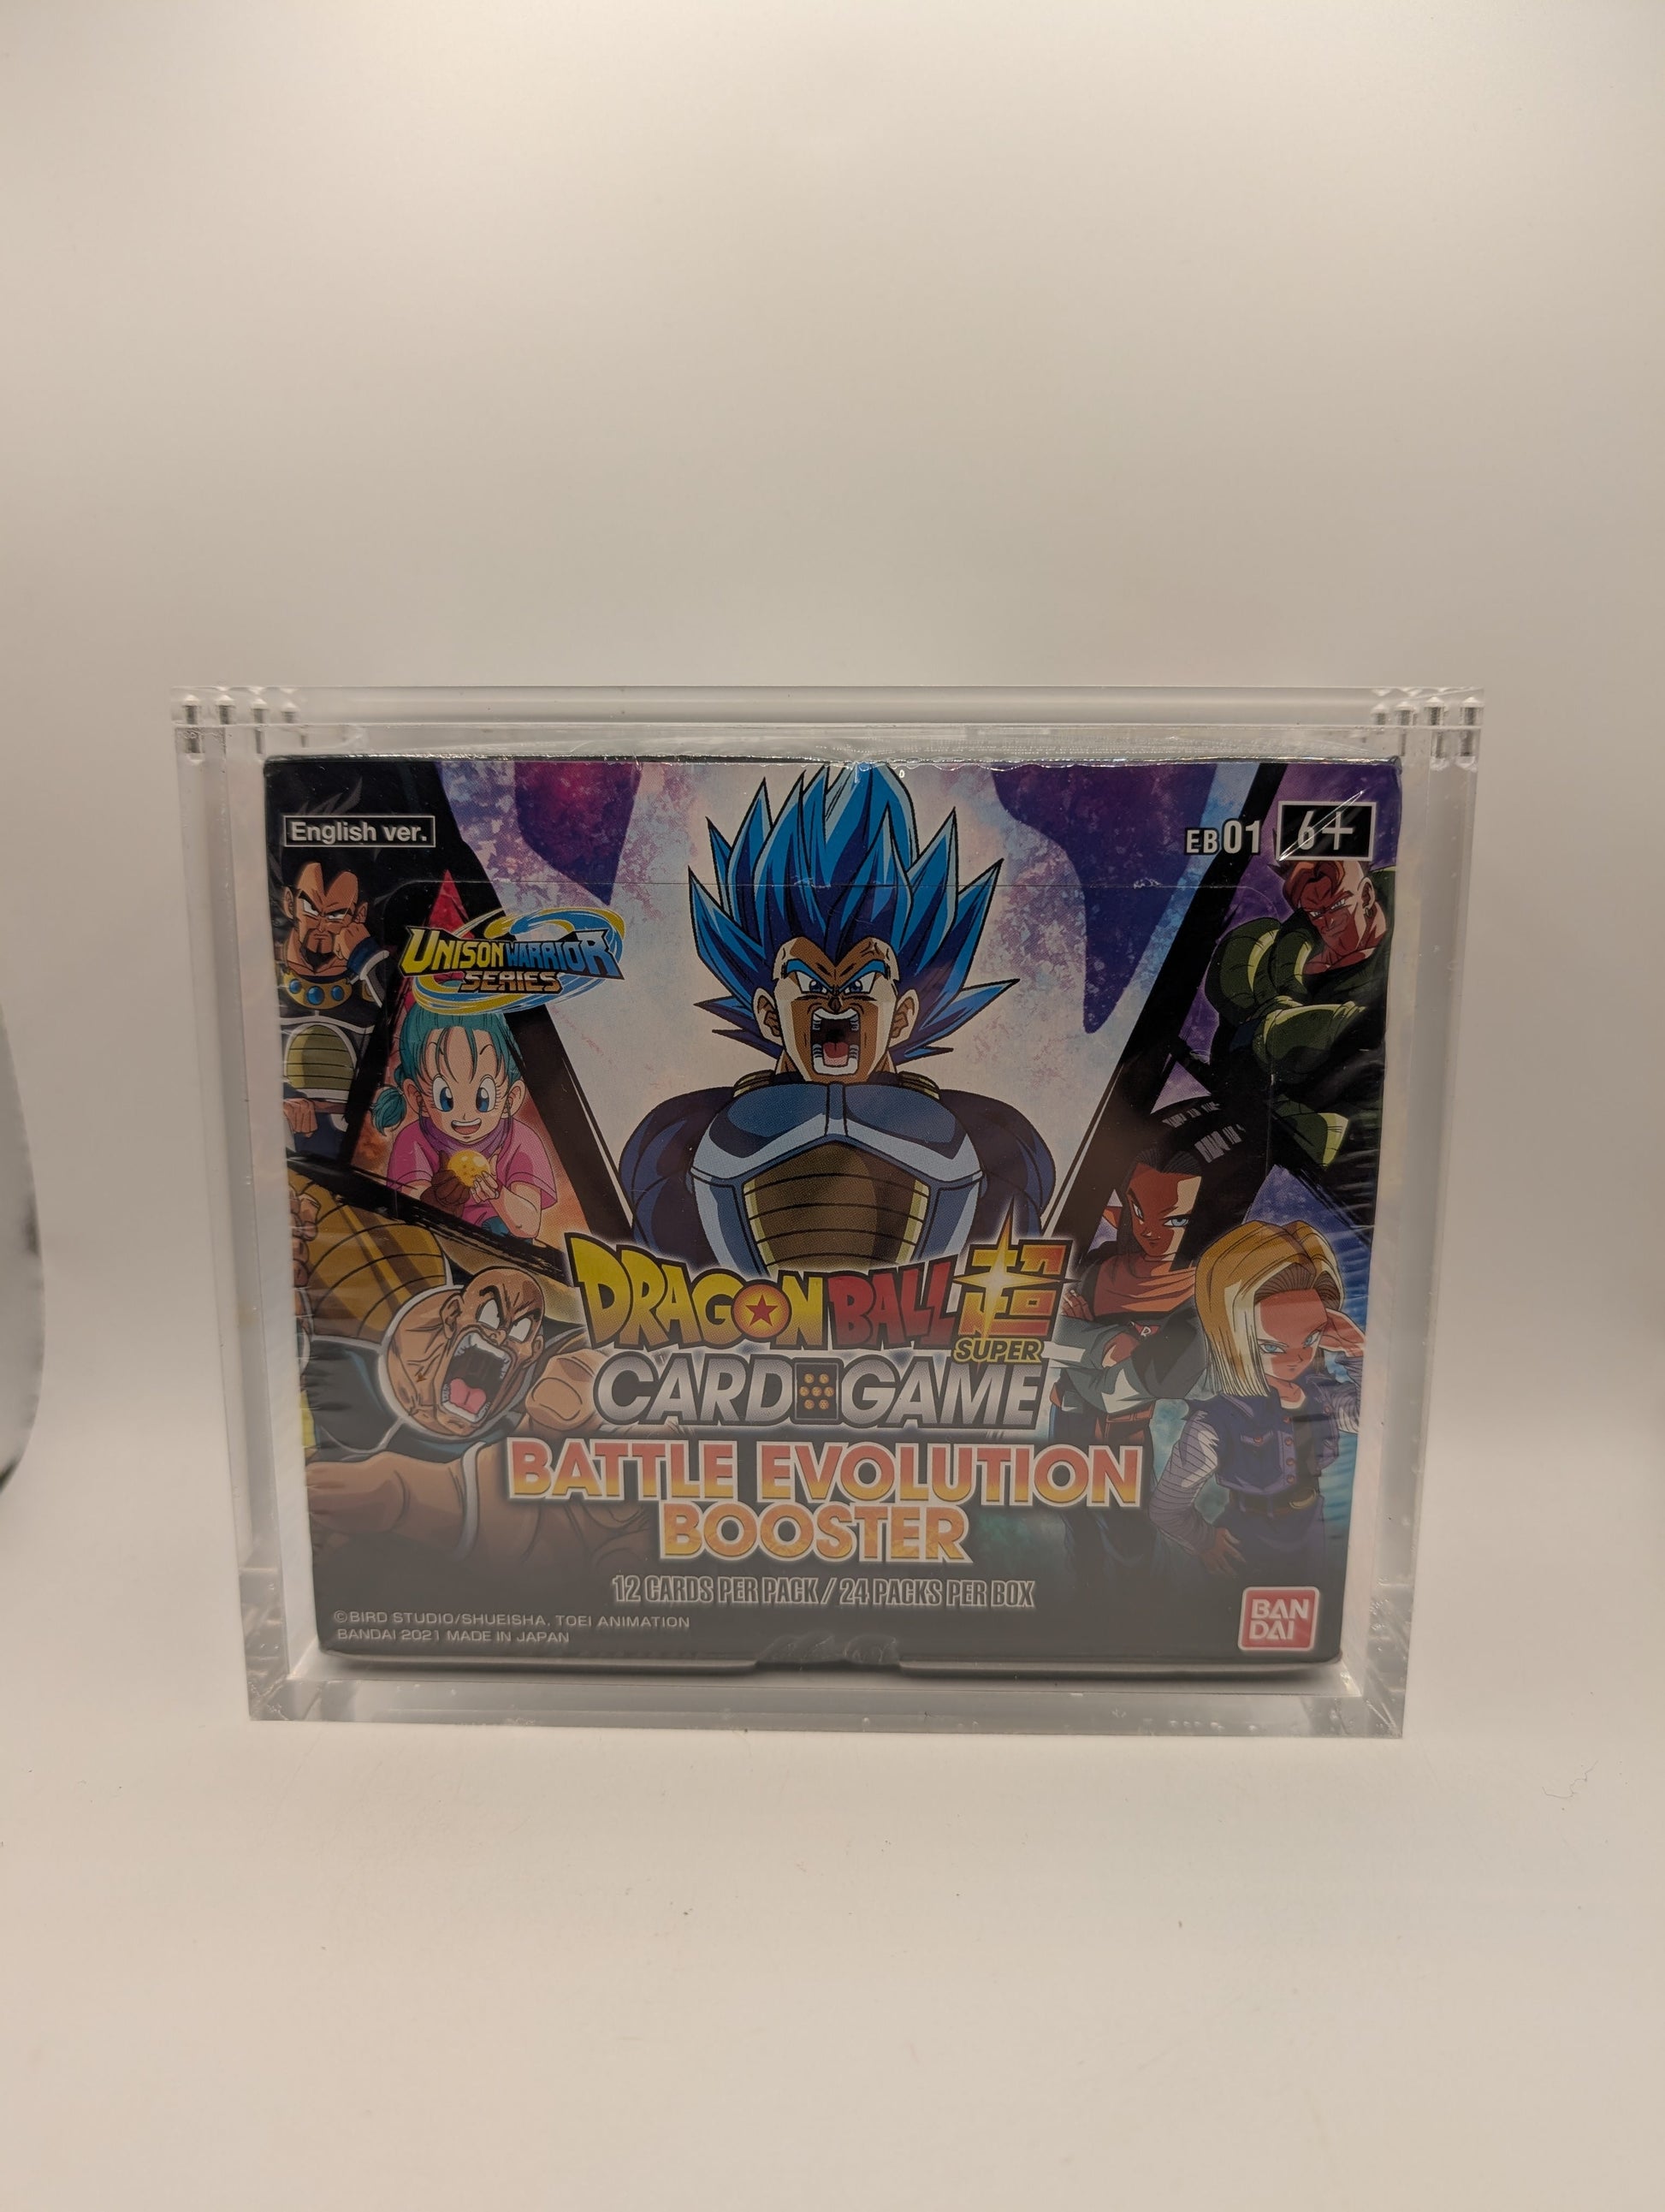 English ver.
EB01 6+
UNISON WARRIOR
SERIES
DRAGON BALL 超
SUPER
CARD GAME
BATTLE EVOLUTION
BOOSTER
12 CARDS PER PACK / 24 PACKS PER BOX
©BIRD STUDIO/SHUEISHA, TOEI ANIMATION
BANDAI 2021 MADE IN JAPAN
BAN
DAI